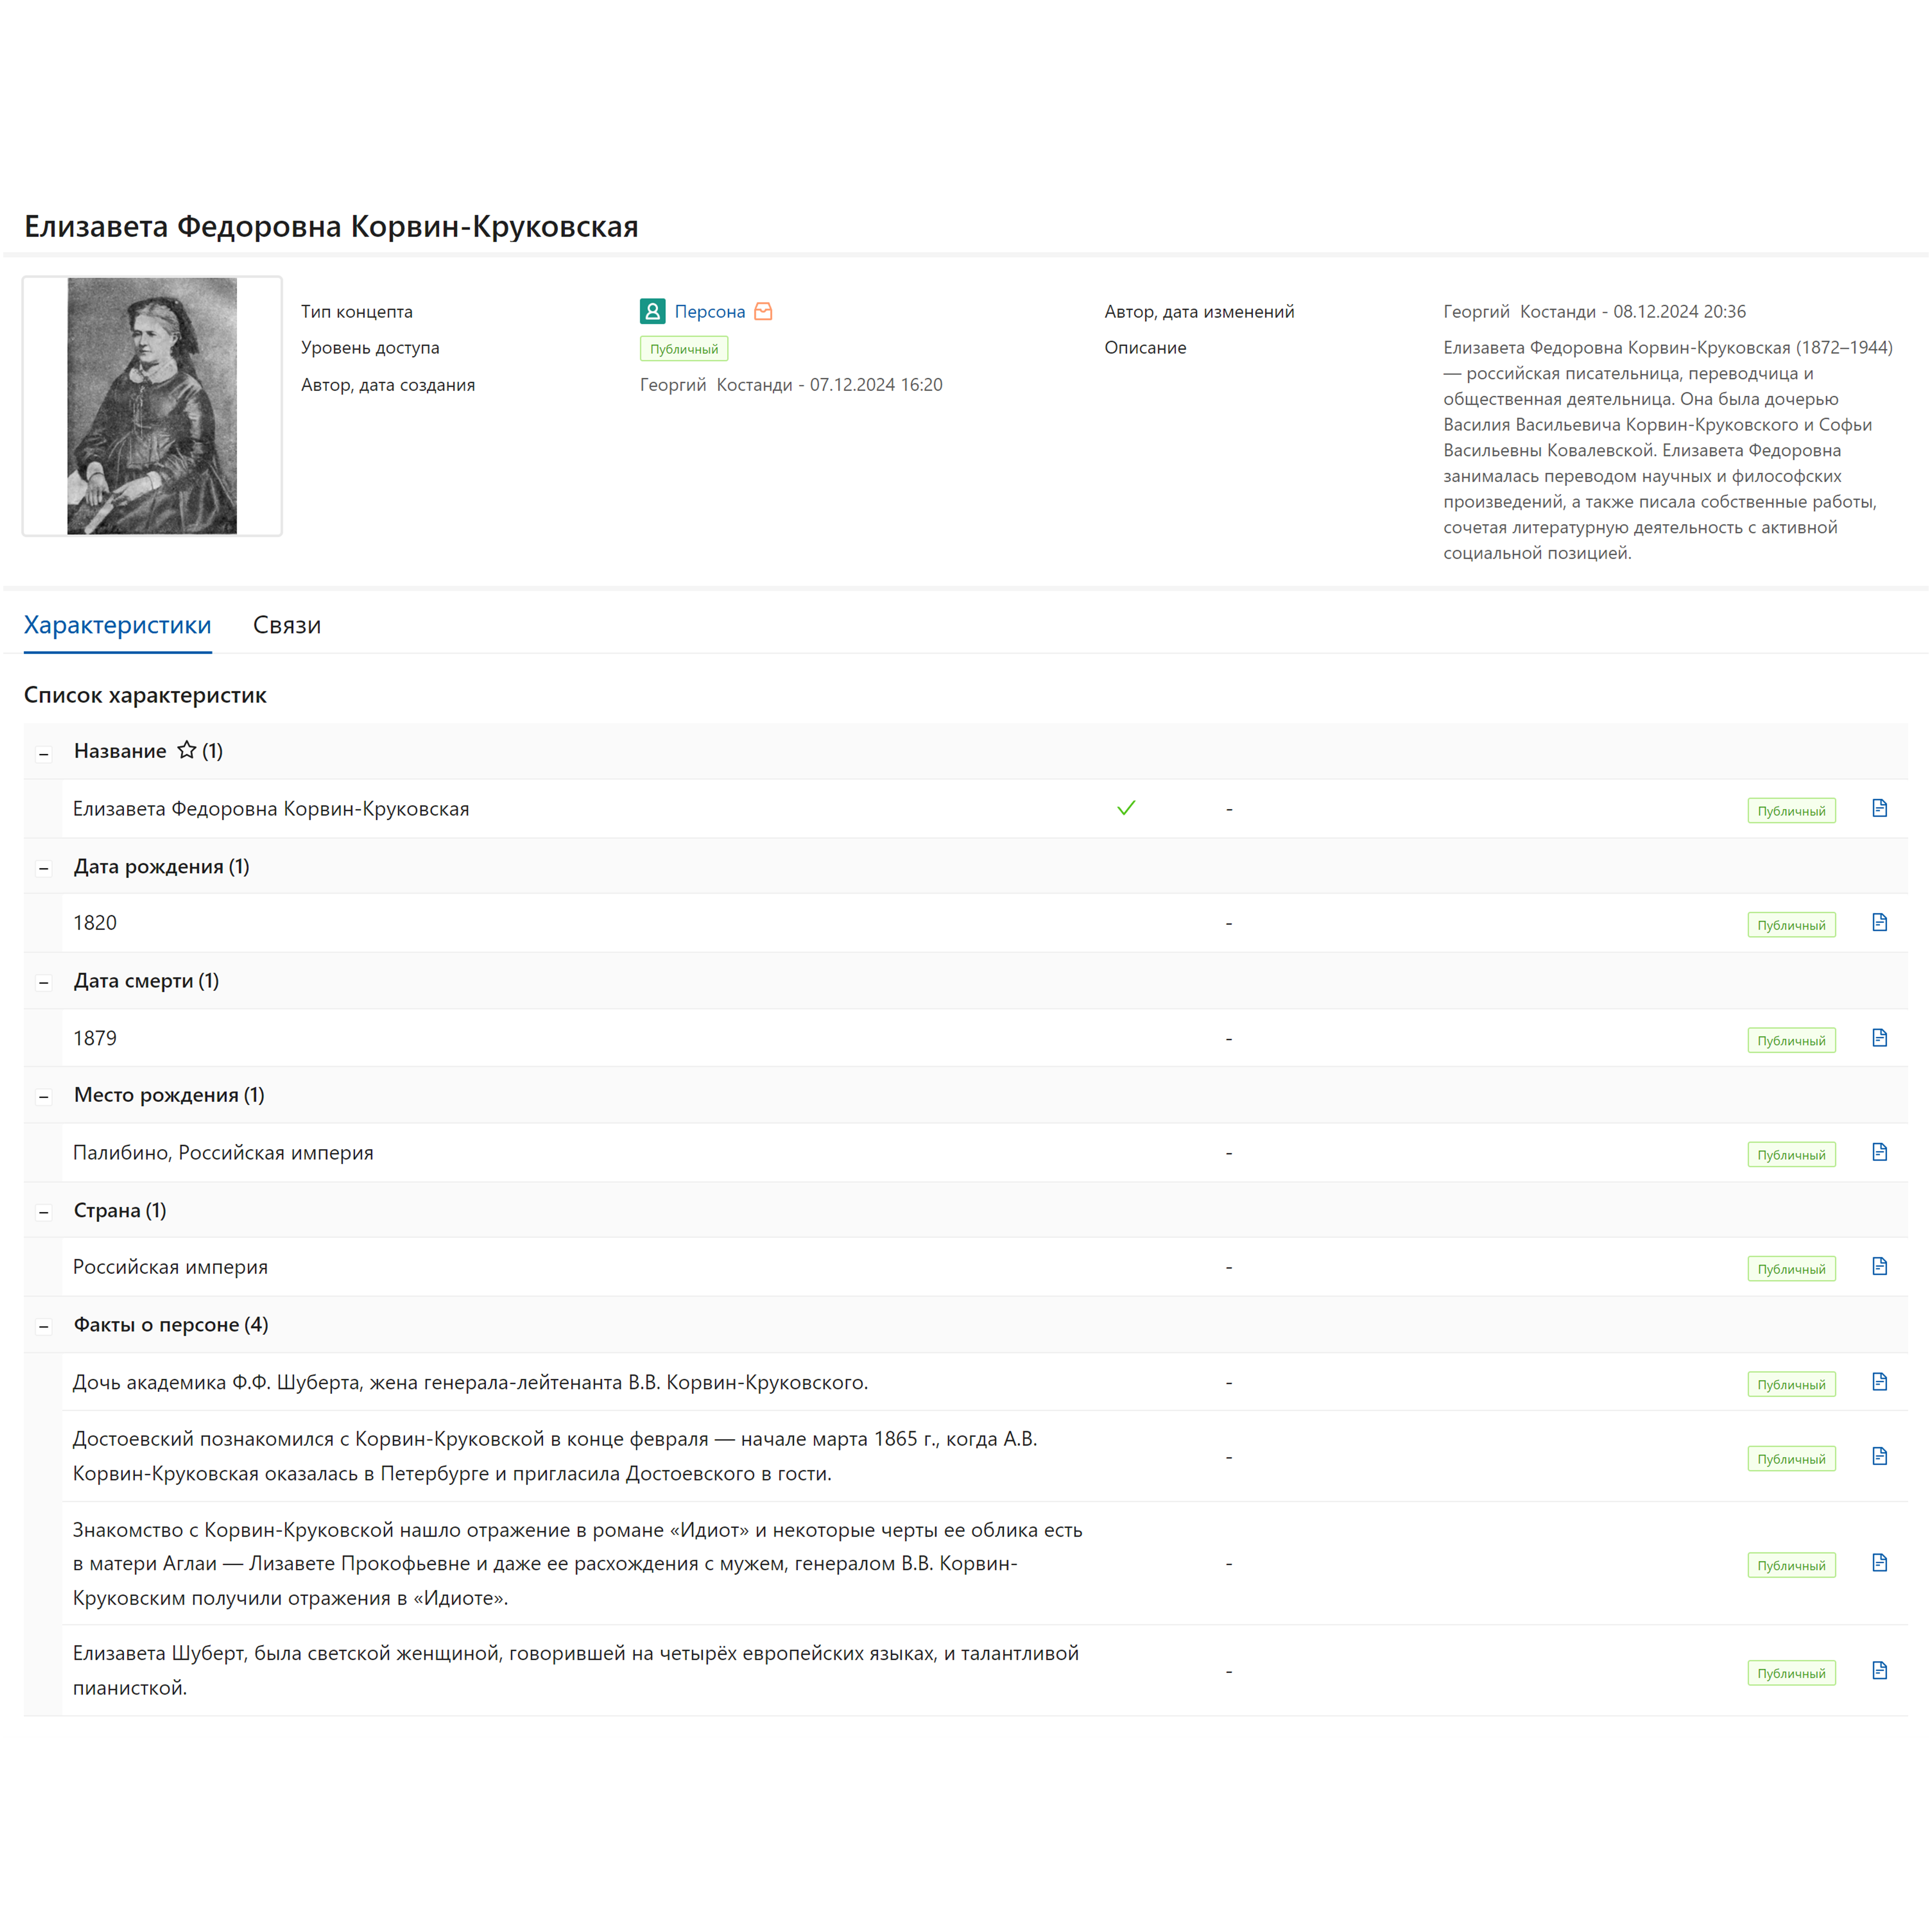 Елизавета Федоровна Корвин-Круковская
Тип концепта
Персона
Уровень доступа
Публичный
Автор, дата создания
Георгий Костанди - 07.12.2024 16:20
Автор, дата изменений
Георгий Костанди - 08.12.2024 20:36
Описание
Елизавета Федоровна Корвин-Круковская (1872–1944)
— российская писательница, переводчица и
общественная деятельница. Она была дочерью
Василия Васильевича Корвин-Круковского и Софьи
Васильевны Ковалевской. Елизавета Федоровна
занималась переводом научных и философских
произведений, а также писала собственные работы,
сочетая литературную деятельность с активной
социальной позицией.
Характеристики Связи
Список характеристик
Название (1)
Елизавета Федоровна Корвин-Круковская - Публичный
Дата рождения (1)
1820 - Публичный
Дата смерти (1)
1879 - Публичный
Место рождения (1)
Палибино, Российская империя - Публичный
Страна (1)
Российская империя - Публичный
Факты о персоне (4)
Дочь академика Ф.Ф. Шуберта, жена генерала-лейтенанта В.В. Корвин-Круковского. - Публичный
Достоевский познакомился с Корвин-Круковской в конце февраля — начале марта 1865 г., когда А.В.
Корвин-Круковская оказалась в Петербурге и пригласила Достоевского в гости.
- Публичный
Знакомство с Корвин-Круковской нашло отражение в романе «Идиот» и некоторые черты ее облика есть
в матери Аглаи — Лизавете Прокофьевне и даже ее расхождения с мужем, генералом В.В. Корвин-
Круковским получили отражения в «Идиоте».
- Публичный
Елизавета Шуберт, была светской женщиной, говорившей на четырёх европейских языках, и талантливой
пианисткой.
- Публичный